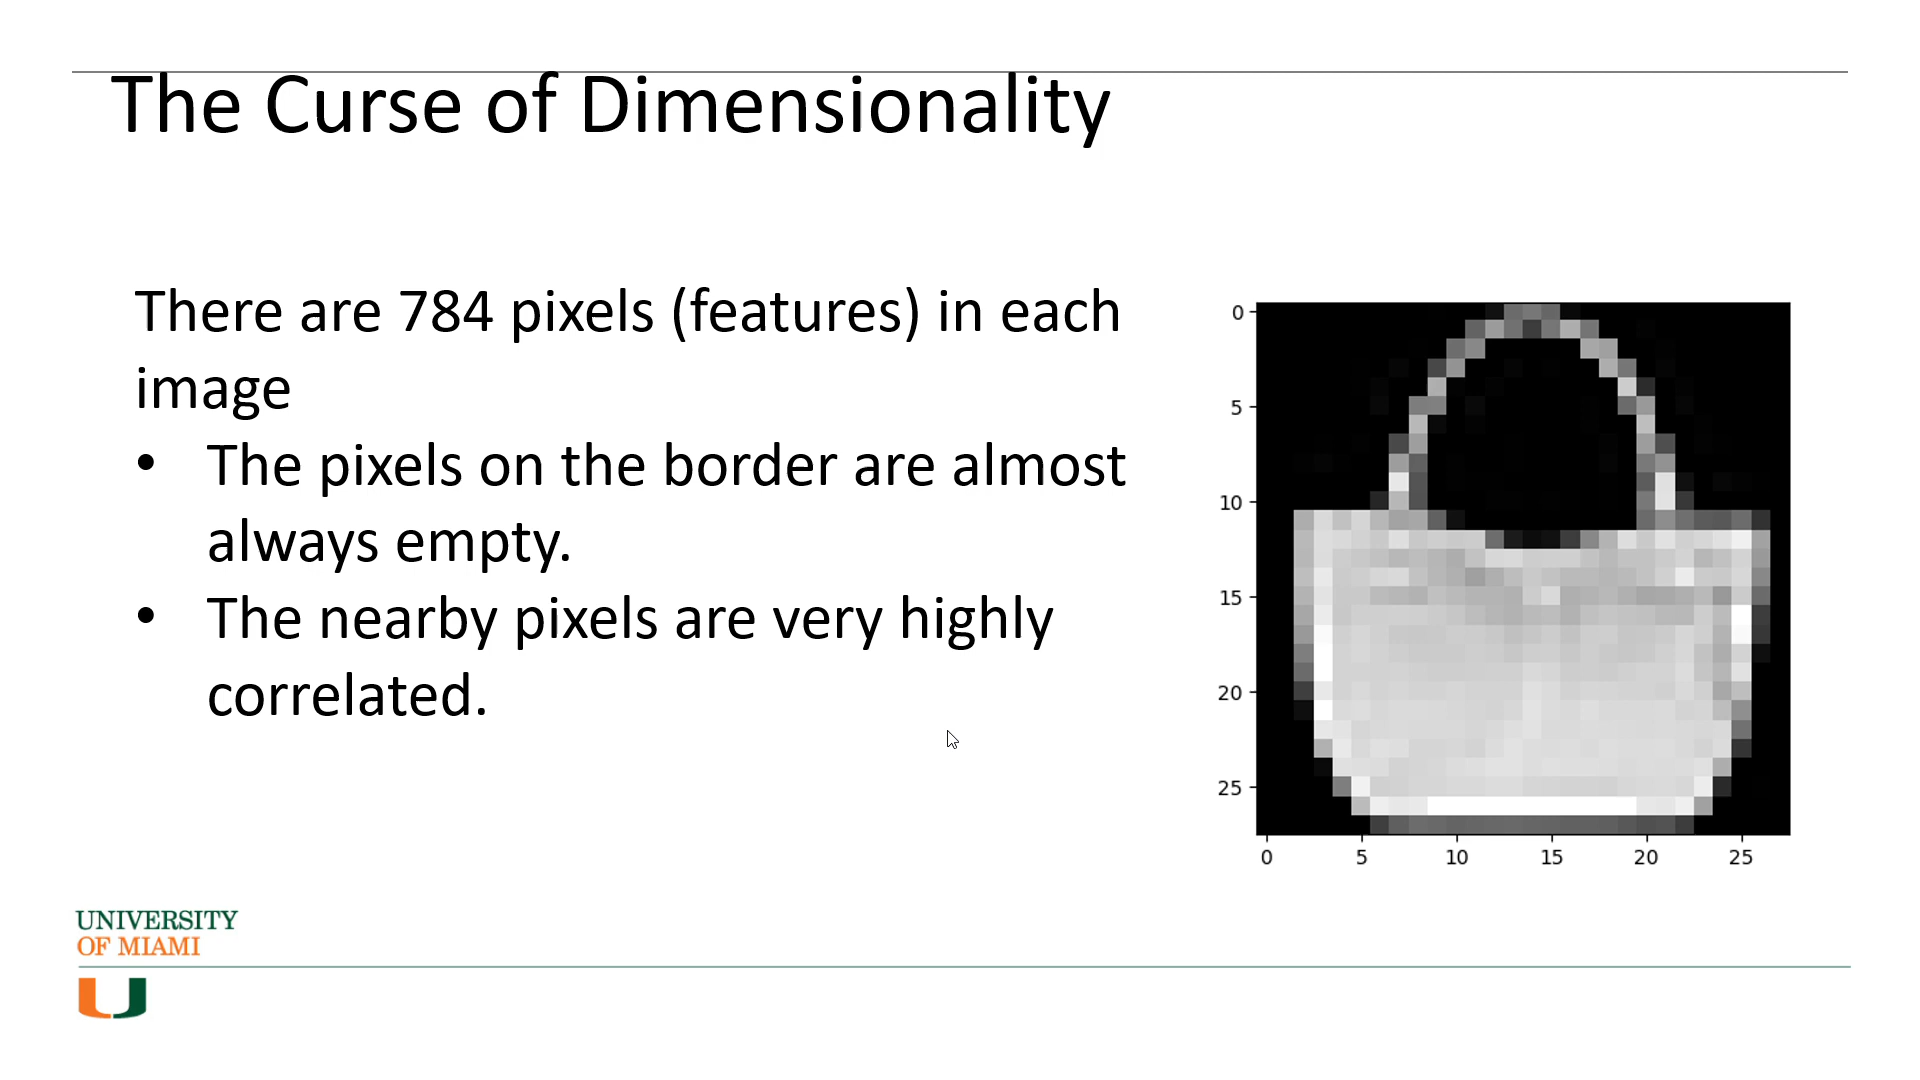 The Curse of Dimensionality
There are 784 pixels (features) in each
image
• The pixels on the border are almost
always empty.
• The nearby pixels are very highly
correlated.
0
5
10
15
20
25
0 5 10 15 20 25
UNIVERSITY
OF MIAMI
U